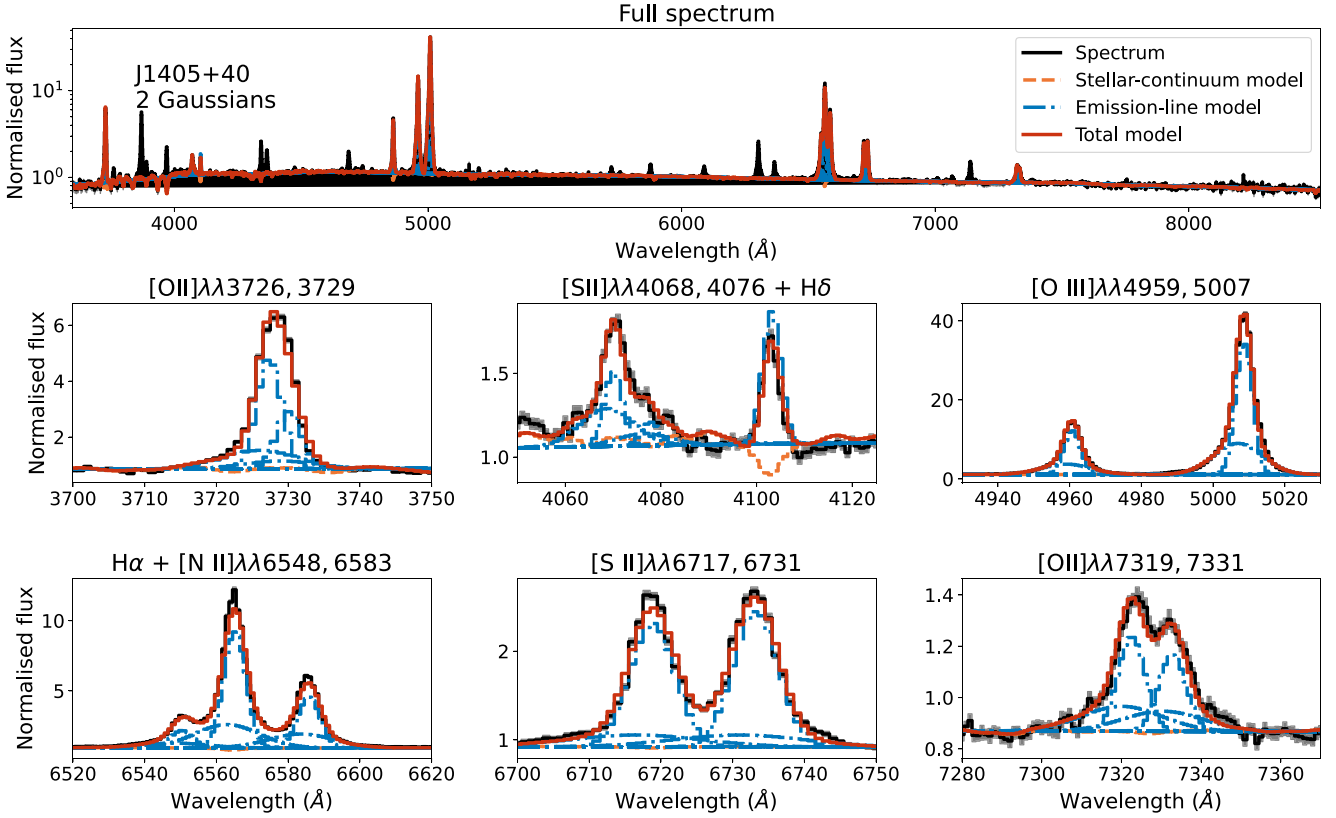 Full spectrum
Normalised flux
10¹
10⁰
J1405+40
2 Gaussians
Spectrum
Stellar-continuum model
Emission-line model
Total model
4000 5000 6000 7000 8000
Wavelength (Å)
[OII]λλ3726, 3729
Normalised flux
6
4
2
3700 3710 3720 3730 3740 3750
[SII]λλ4068, 4076 + Hδ
1.5
1.0
4060 4080 4100 4120
[O III]λλ4959, 5007
40
20
0
4940 4960 4980 5000 5020
Hα + [N II]λλ6548, 6583
Normalised flux
10
5
6520 6540 6560 6580 6600 6620
Wavelength (Å)
[S II]λλ6717, 6731
2
1
6700 6710 6720 6730 6740 6750
Wavelength (Å)
[OII]λλ7319, 7331
1.4
1.2
1.0
0.8
7280 7300 7320 7340 7360
Wavelength (Å)